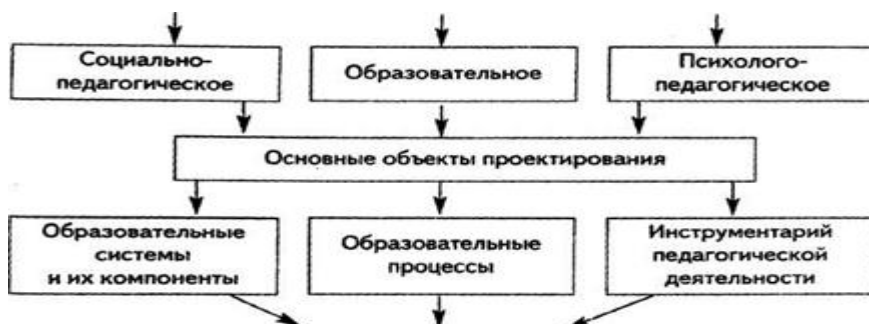 Социально-
педагогическое
Образовательное
Психолого-
педагогическое
Основные объекты проектирования
Образовательные
системы
и их компоненты
Образовательные
процессы
Инструментарий
педагогической
деятельности